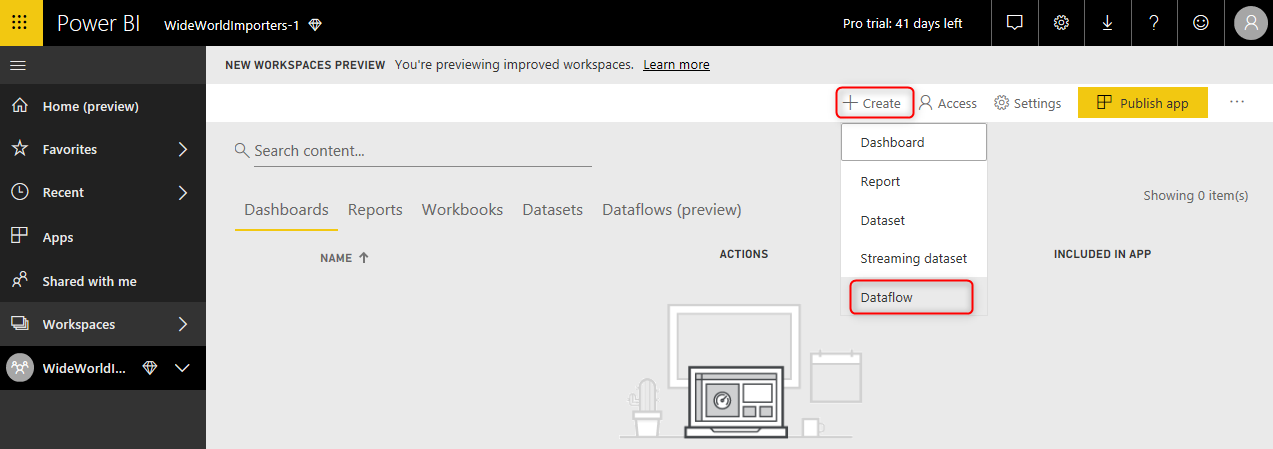 Power BI WideWorldImporters-1 Pro trial: 41 days left ?
NEW WORKSPACES PREVIEW You're previewing improved workspaces. Learn more
Home (preview)
Favorites
Recent
Apps
Shared with me
Workspaces
WideWorldI...
+ Create Access Settings Publish app ...
Dashboard
Report
Dataset
Streaming dataset
Dataflow
Search content...
Showing 0 item(s)
Dashboards Reports Workbooks Datasets Dataflows (preview)
NAME ACTIONS INCLUDED IN APP